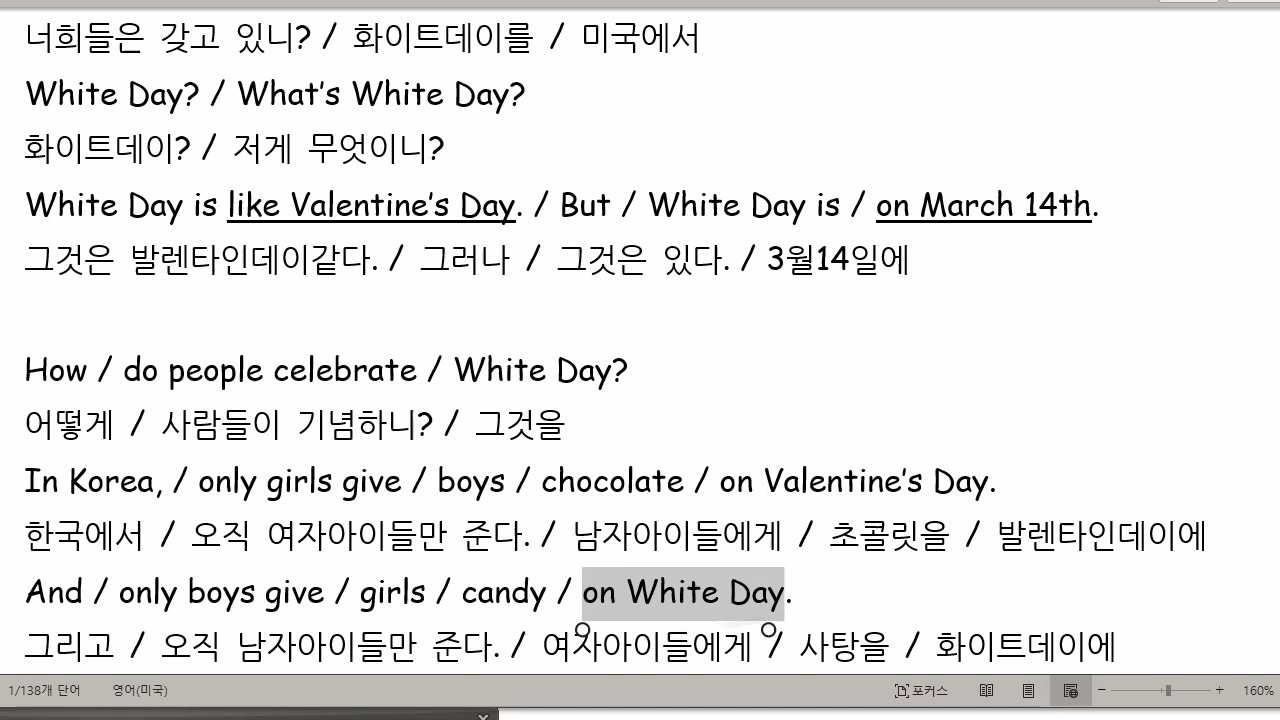 너희들은 갖고 있니? / 화이트데이를 / 미국에서
White Day? / What's White Day?
화이트데이? / 저게 무엇이니?
White Day is like Valentine's Day. / But / White Day is / on March 14th.
그것은 발렌타인데이같다. / 그러나 / 그것은 있다. / 3월14일에
How / do people celebrate / White Day?
어떻게 / 사람들이 기념하니? / 그것을
In Korea, / only girls give / boys / chocolate / on Valentine's Day.
한국에서 / 오직 여자아이들만 준다. / 남자아이들에게 / 초콜릿을 / 발렌타인데이에
And / only boys give / girls / candy / on White Day.
그리고 / 오직 남자아이들만 준다. / 여자아이들에게 / 사탕을 / 화이트데이에
1/138개 단어 영어(미국) 포커스 160%